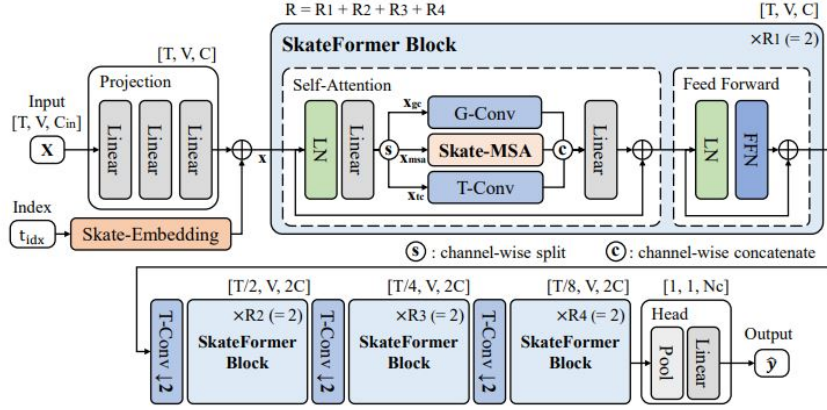 R = R1 + R2 + R3 + R4
[T, V, C]
SkateFormer Block
×R1 (= 2)
[T, V, C]
Projection
Self-Attention
Feed Forward
Input
[T, V, Cin]
X
Linear
Linear
Linear
x
LN
Linear
s
xgc
xmsa
xtc
G-Conv
Skate-MSA
T-Conv
c
Linear
LN
FFN
Index
tidx
Skate-Embedding
s : channel-wise split
c : channel-wise concatenate
[T/2, V, 2C]
[T/4, V, 2C]
[T/8, V, 2C]
[1, 1, Nc]
T-Conv ↓2
×R2 (= 2)
SkateFormer
Block
T-Conv ↓2
×R3 (= 2)
SkateFormer
Block
T-Conv ↓2
×R4 (= 2)
SkateFormer
Block
Head
Pool
Linear
Output
ŷ